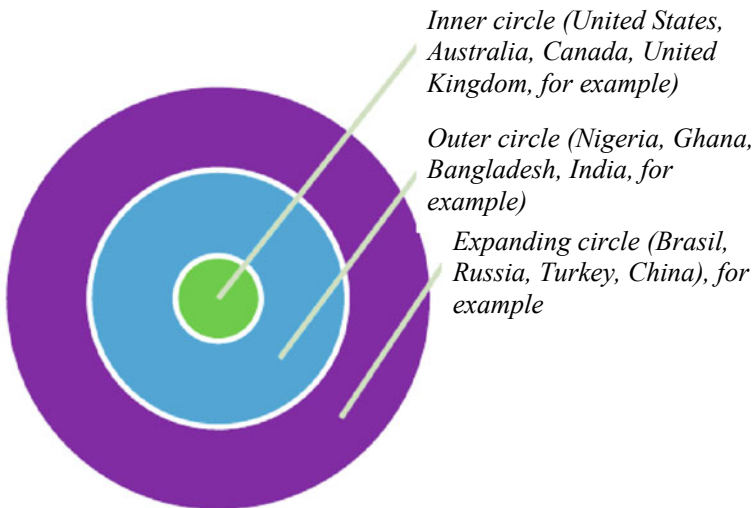 Inner circle (United States,
Australia, Canada, United
Kingdom, for example)
Outer circle (Nigeria, Ghana,
Bangladesh, India, for
example)
Expanding circle (Brasil,
Russia, Turkey, China), for
example